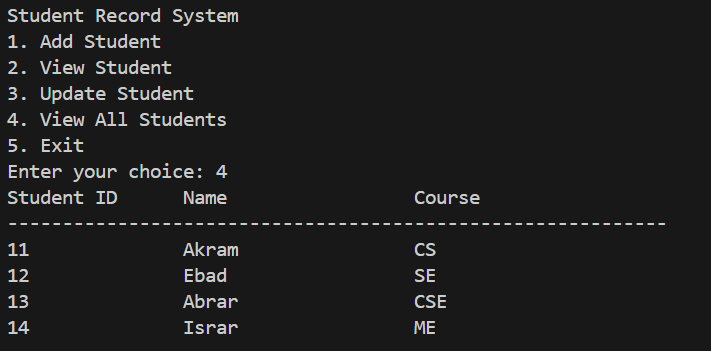 Student Record System
1. Add Student
2. View Student
3. Update Student
4. View All Students
5. Exit
Enter your choice: 4
Student ID      Name                 Course
------------------------------------------------------------
11              Akram                CS
12              Ebad                 SE
13              Abrar                CSE
14              Israr                ME